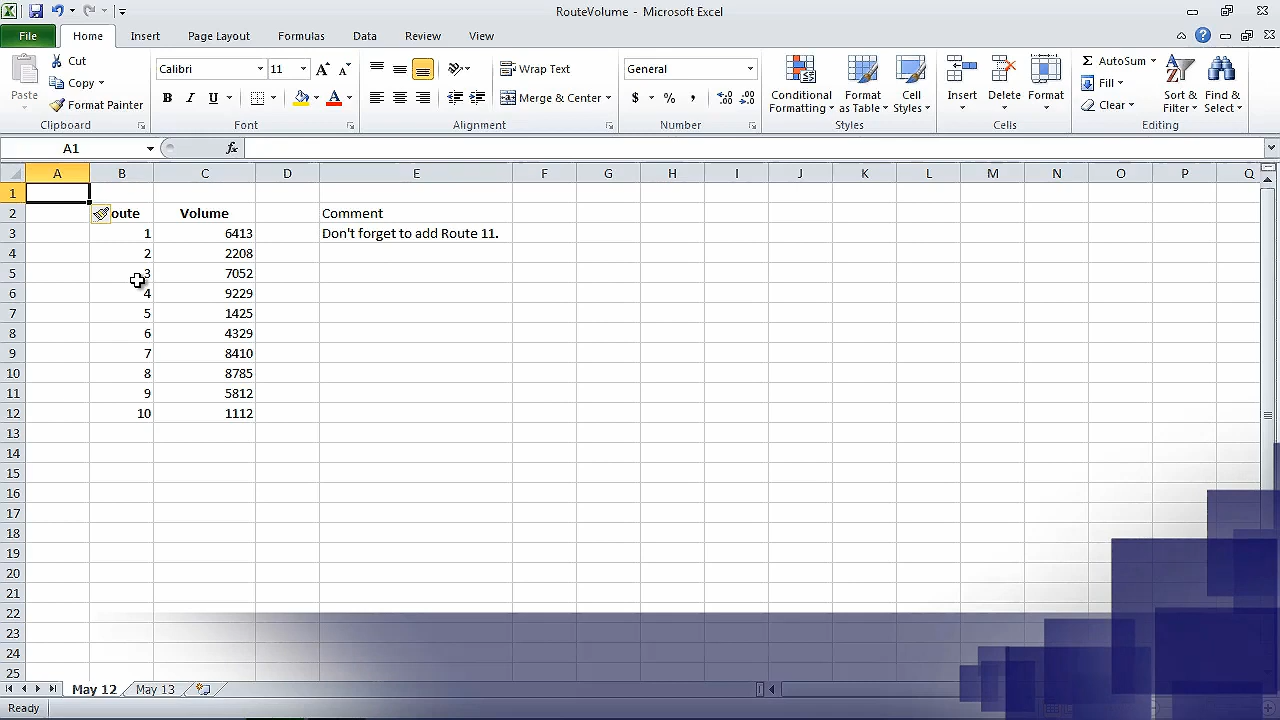 RouteVolume - Microsoft Excel
File Home Insert Page Layout Formulas Data Review View
Paste
Cut
Copy
Format Painter
Clipboard
Calibri 11
B I U
Font
Wrap Text
Merge & Center
Alignment
General
$ % ,
Number
Conditional Formatting
Format as Table
Cell Styles
Styles
Insert Delete Format
Cells
AutoSum
Fill
Clear
Sort & Filter
Find & Select
Editing
A1 fx
A B C D E F G H I J K L M N O P Q
1
2 oute Volume Comment
3 1 6413 Don't forget to add Route 11.
4 2 2208
5 3 7052
6 4 9229
7 5 1425
8 6 4329
9 7 8410
10 8 8785
11 9 5812
12 10 1112
13
14
15
16
17
18
19
20
21
22
23
24
25
May 12 May 13
Ready